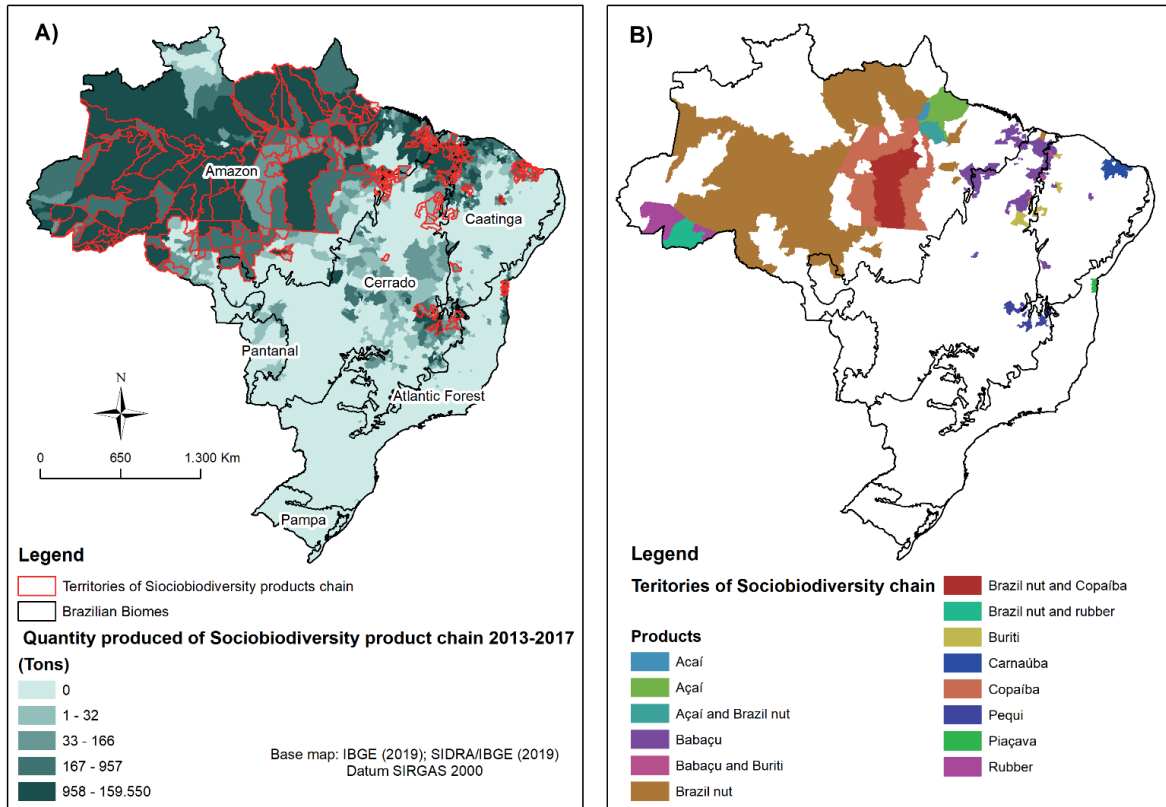 A)
Amazon
Caatinga
Cerrado
Pantanal
Atlantic Forest
Pampa
N
0 650 1.300 Km
Legend
Territories of Siociobiodiversity products chain
Brazilian Biomes
Quantity produced of Sociobiodiversity product chain 2013-2017
(Tons)
0
1 - 32
33 - 166
167 - 957
958 - 159.550
Base map: IBGE (2019); SIDRA/IBGE (2019)
Datum SIRGAS 2000
B)
Legend
Teritories of Sociobiodiversity chain
Products
Acaí
Açaí
Açaí and Brazil nut
Babaçu
Babaçu and Buriti
Brazil nut
Brazil nut and Copaíba
Brazil nut and rubber
Buriti
Carnaúba
Copaíba
Pequi
Piaçava
Rubber